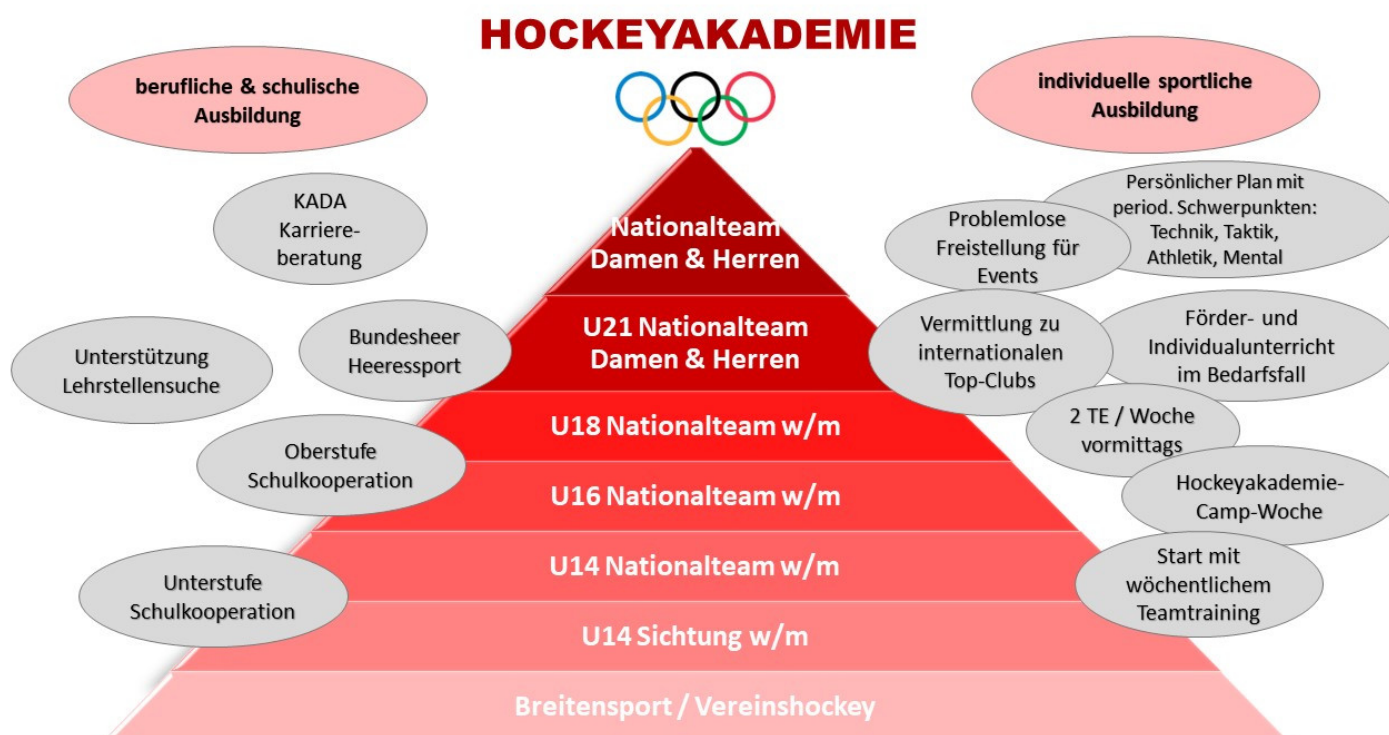 HOCKEYAKADEMIE
berufliche & schulische
Ausbildung
individuelle sportliche
Ausbildung
KADA
Karriere-
beratung
Bundesheer
Heeressport
Unterstützung
Lehrstellensuche
Oberstufe
Schulkooperation
Unterstufe
Schulkooperation
Nationalteam
Damen & Herren
U21 Nationalteam
Damen & Herren
U18 Nationalteam w/m
U16 Nationalteam w/m
U14 Nationalteam w/m
U14 Sichtung w/m
Breitensport / Vereinshockey
Persönlicher Plan mit
period. Schwerpunkten:
Technik, Taktik,
Athletik, Mental
Problemlose
Freistellung für
Events
Vermittlung zu
internationalen
Top-Clubs
Förder- und
Individualunterricht
im Bedarfsfall
2 TE / Woche
vormittags
Hockeyakademie-
Camp-Woche
Start mit
wöchentlichem
Teamtraining